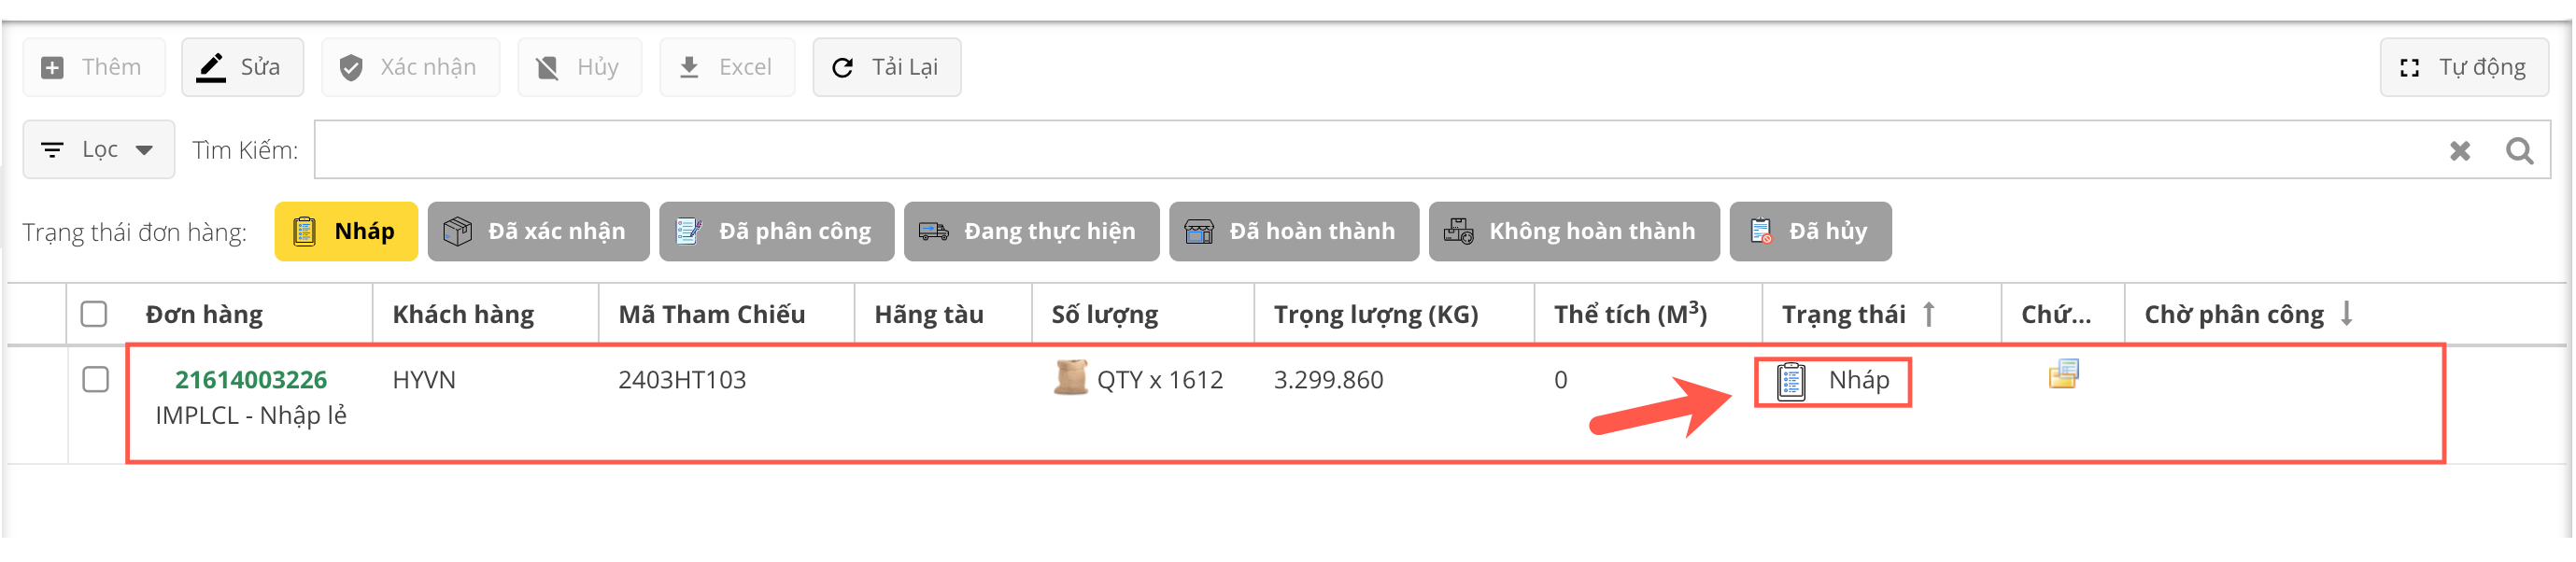 Thêm Sửa Xác nhận Hủy Excel Tải Lại Tự động
Lọc Tìm Kiếm:
Trạng thái đơn hàng: Nháp Đã xác nhận Đã phân công Đang thực hiện Đã hoàn thành Không hoàn thành Đã hủy
Đơn hàng Khách hàng Mã Tham Chiếu Hãng tàu Số lượng Trọng lượng (KG) Thể tích (M³) Trạng thái ↑ Chứ... Chờ phân công ↓
21614003226 HYVN 2403HT103 QTY x 1612 3.299.860 0 Nháp
IMPLCL - Nhập lẻ